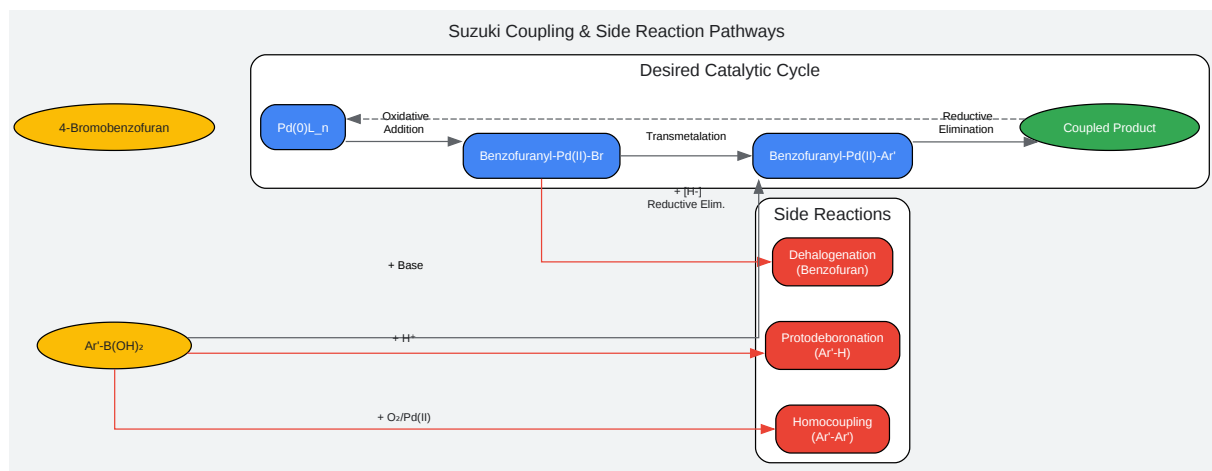 Suzuki Coupling & Side Reaction Pathways
Desired Catalytic Cycle
4-Bromobenzofuran
Pd(0)L_n
Oxidative
Addition
Benzofuranyl-Pd(II)-Br
Transmetalation
Benzofuranyl-Pd(II)-Ar'
Reductive
Elimination
Coupled Product
+ [H-]
Reductive Elim.
Side Reactions
Dehalogenation
(Benzofuran)
+ Base
Ar'-B(OH)₂
+ H⁺
Protodeboronation
(Ar'-H)
+ O₂/Pd(II)
Homocoupling
(Ar'-Ar')